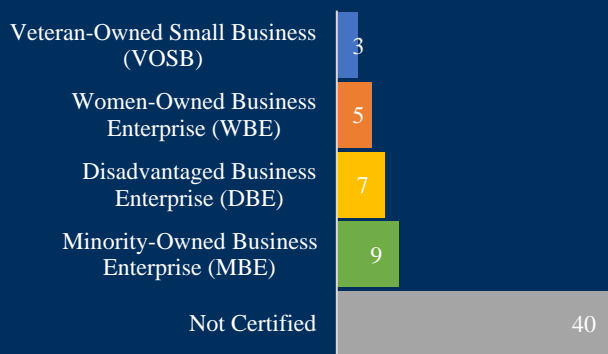 Veteran-Owned Small Business
(VOSB)
3
Women-Owned Business
Enterprise (WBE)
5
Disadvantaged Business
Enterprise (DBE)
7
Minority-Owned Business
Enterprise (MBE)
9
Not Certified
40